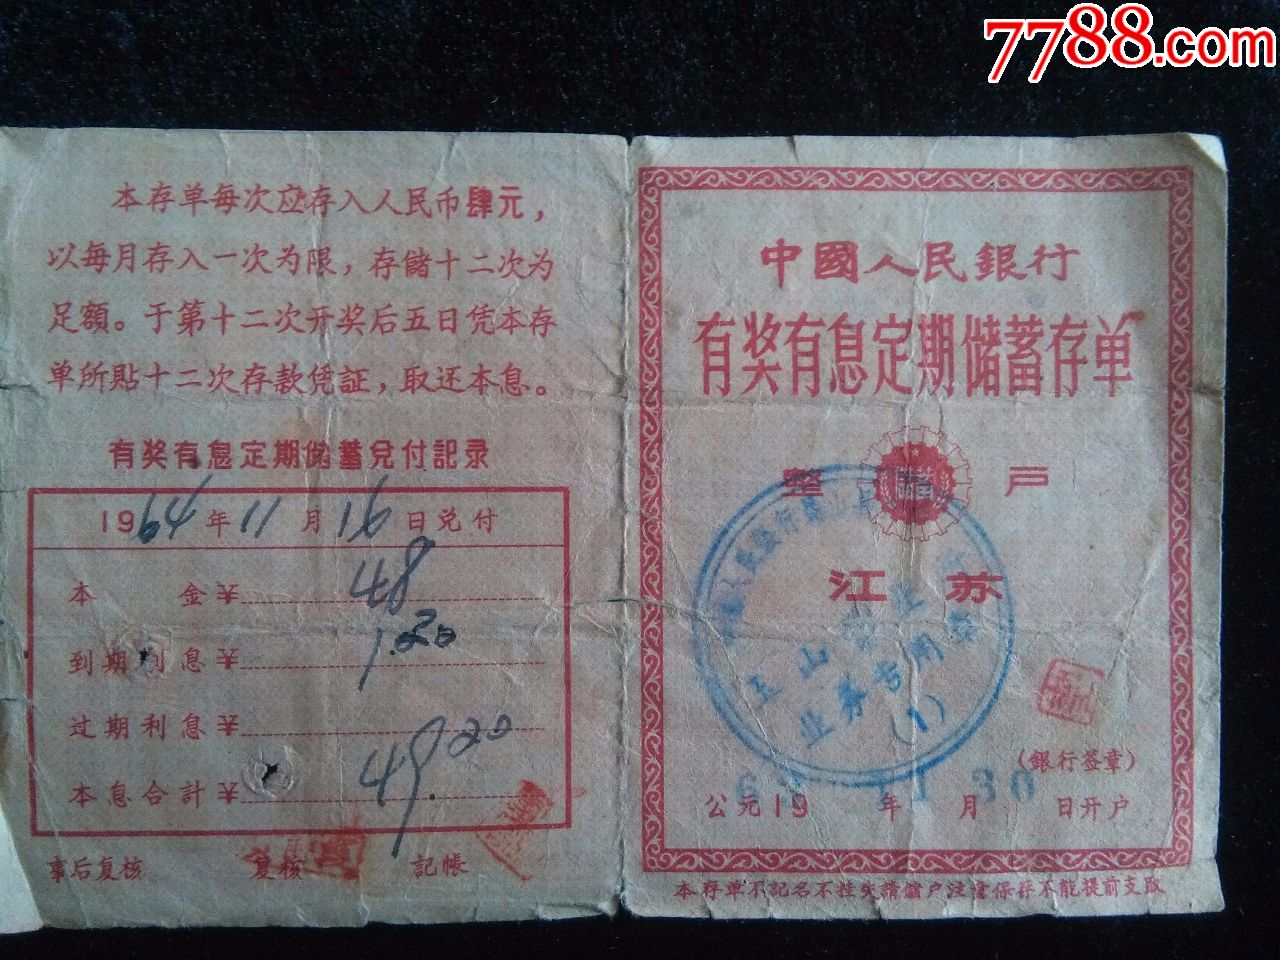 7788.com
本存单每次应存入人民币肆元，
以每月存入一次为限，存储十二次为
足額。于第十二次开奖后五日凭本存
单所貼十二次存款凭証，取还本息。
有奖有息定期储蓄兑付記录
1964年11月16日兑付
本金¥48
到期利息¥1.20
过期利息¥
本息合計¥49.20
事后复核 复核 記帳
中國人民銀行
有奖有息定期储蓄存单
整 储蓄 戸
江苏
玉山
业务专用
(1)
(銀行签章)
公元19 年11月30日开户
本存单不記名不挂失請儲户注意保存不能提前支取